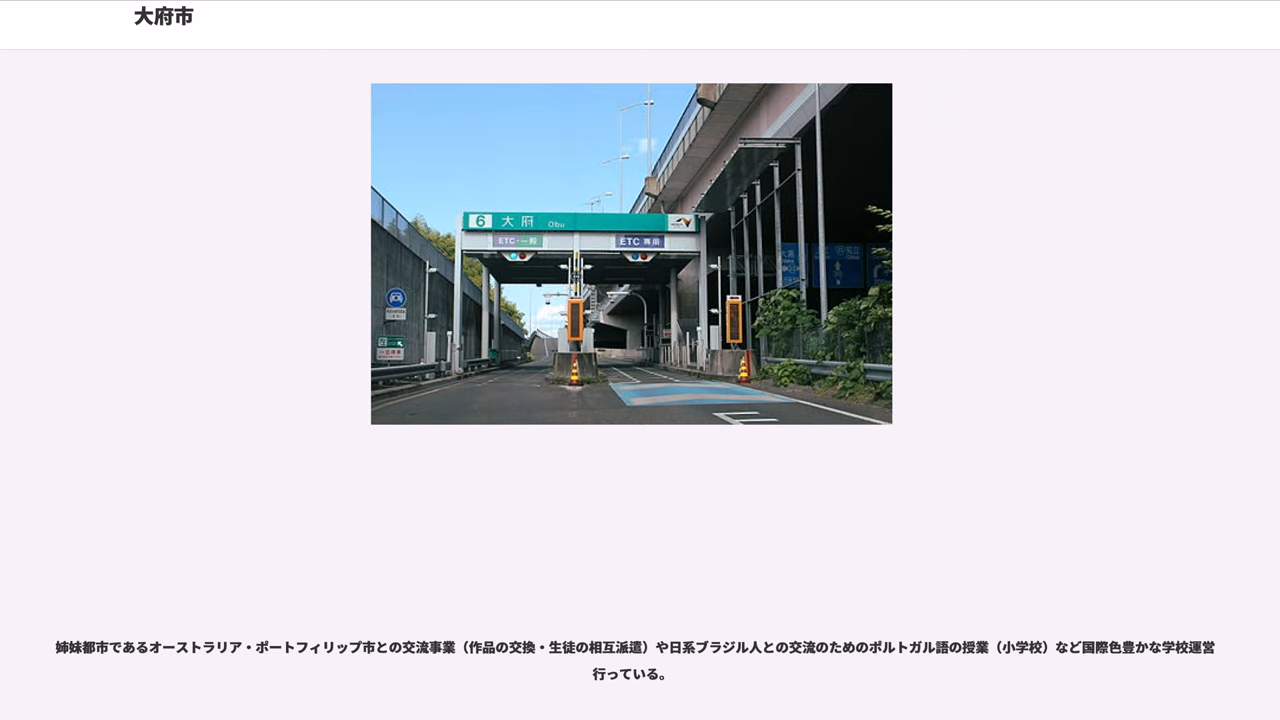 大府市
6 大府 Obu
ETC・一般 ETC 専用
姉妹都市であるオーストラリア・ポートフィリップ市との交流事業（作品の交換・生徒の相互派遣）や日系ブラジル人との交流のためのポルトガル語の授業（小学校）など国際色豊かな学校運営
行っている。